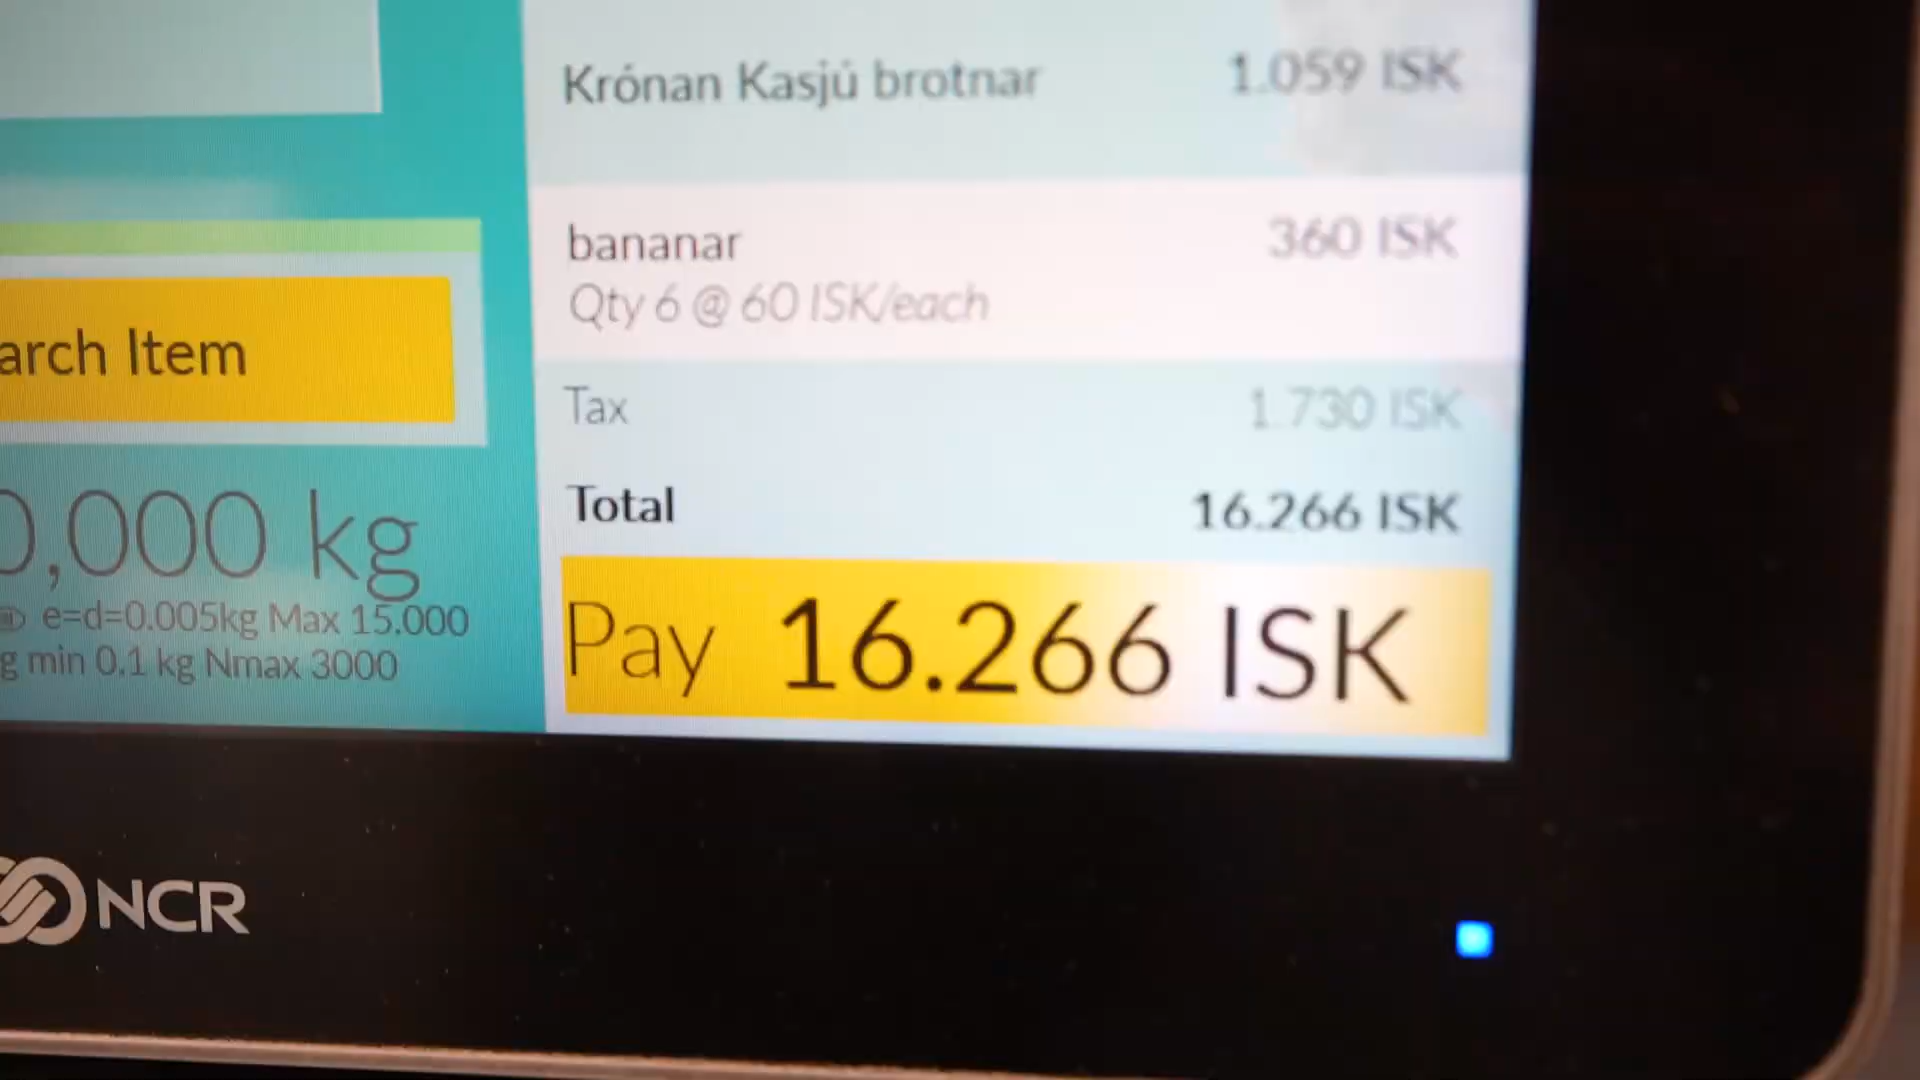 Krónan Kasjú brotnar 1.059 ISK
bananar 360 ISK
Qty 6 @ 60 ISK/each
Tax 1.730 ISK
Total 16.266 ISK
Pay 16.266 ISK
arch Item
0,000 kg
e=d=0.005kg Max 15.000
g min 0.1 kg Nmax 3000
NCR